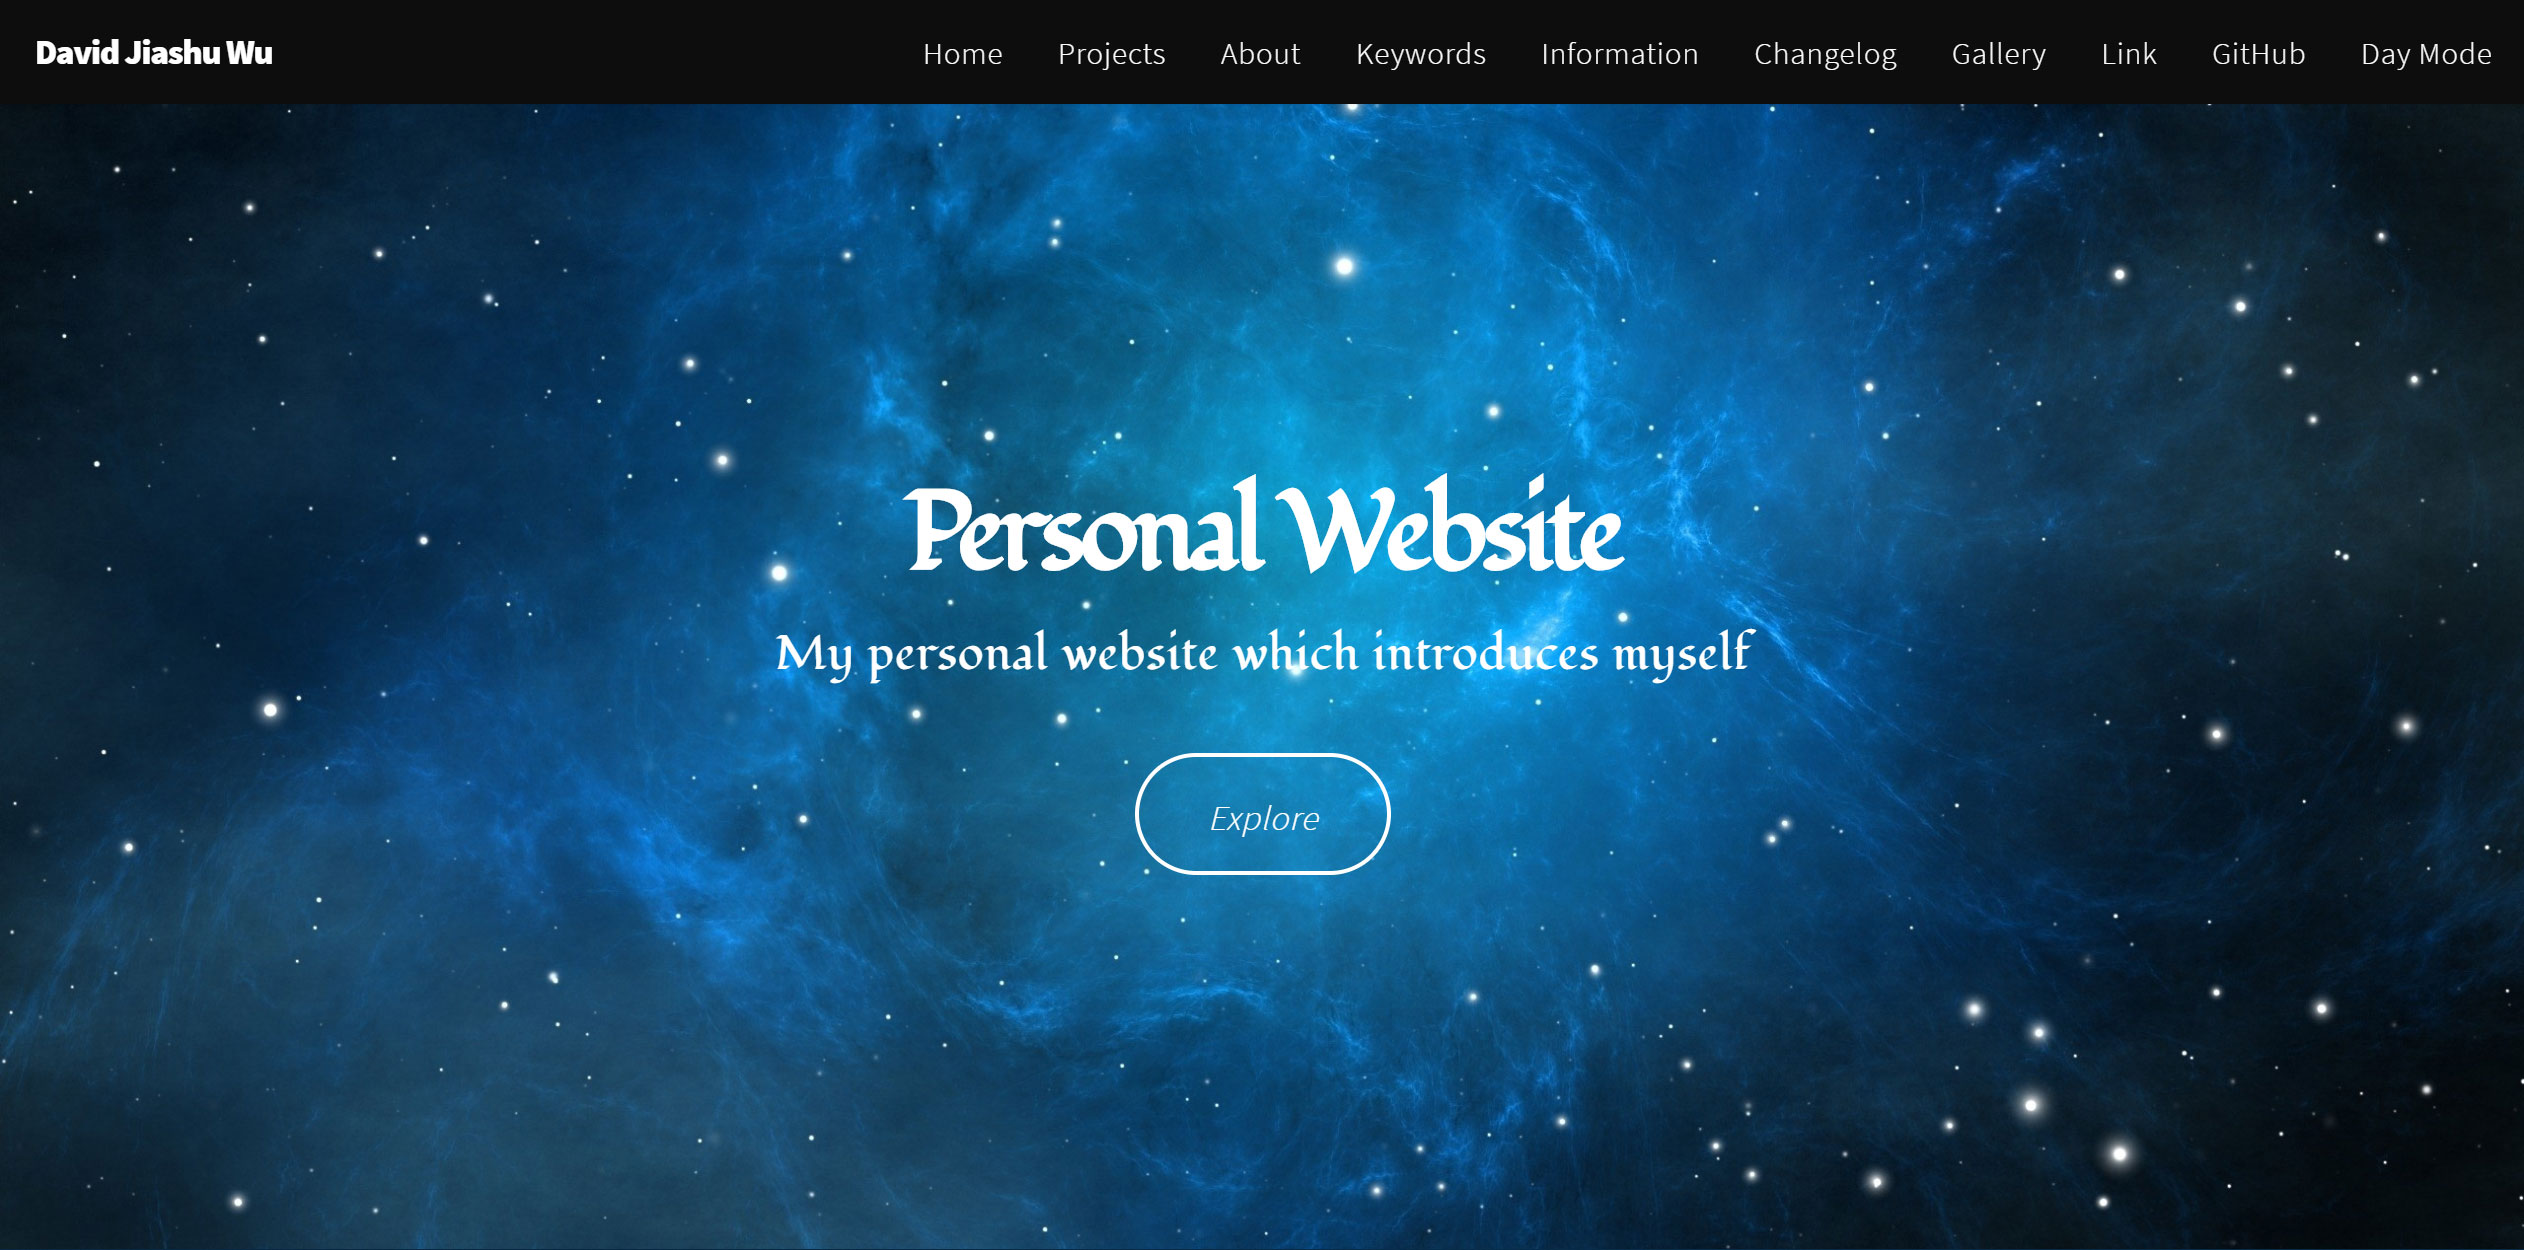 David Jiashu Wu Home Projects About Keywords Information Changelog Gallery Link GitHub Day Mode
Personal Website
My personal website which introduces myself
Explore